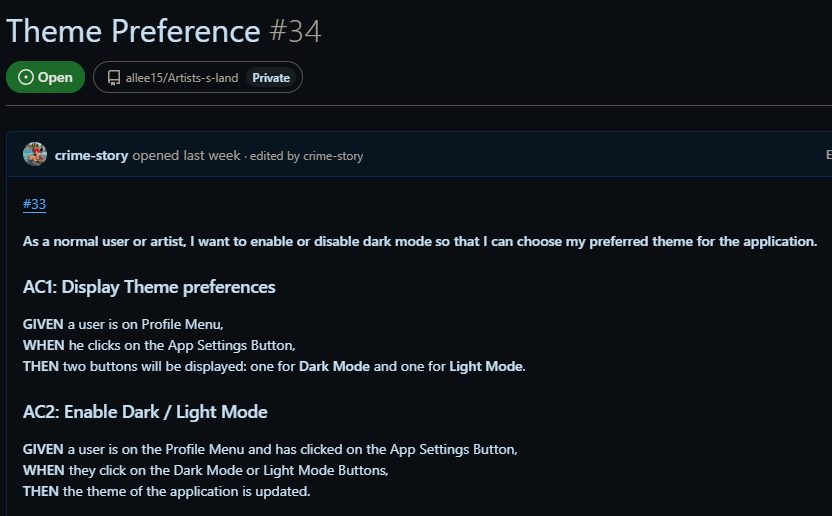 Theme Preference #34
Open allee15/Artists-s-land Private
crime-story opened last week · edited by crime-story E
#33
As a normal user or artist, I want to enable or disable dark mode so that I can choose my preferred theme for the application.
AC1: Display Theme preferences
GIVEN a user is on Profile Menu,
WHEN he clicks on the App Settings Button,
THEN two buttons will be displayed: one for Dark Mode and one for Light Mode.
AC2: Enable Dark / Light Mode
GIVEN a user is on the Profile Menu and has clicked on the App Settings Button,
WHEN they click on the Dark Mode or Light Mode Buttons,
THEN the theme of the application is updated.